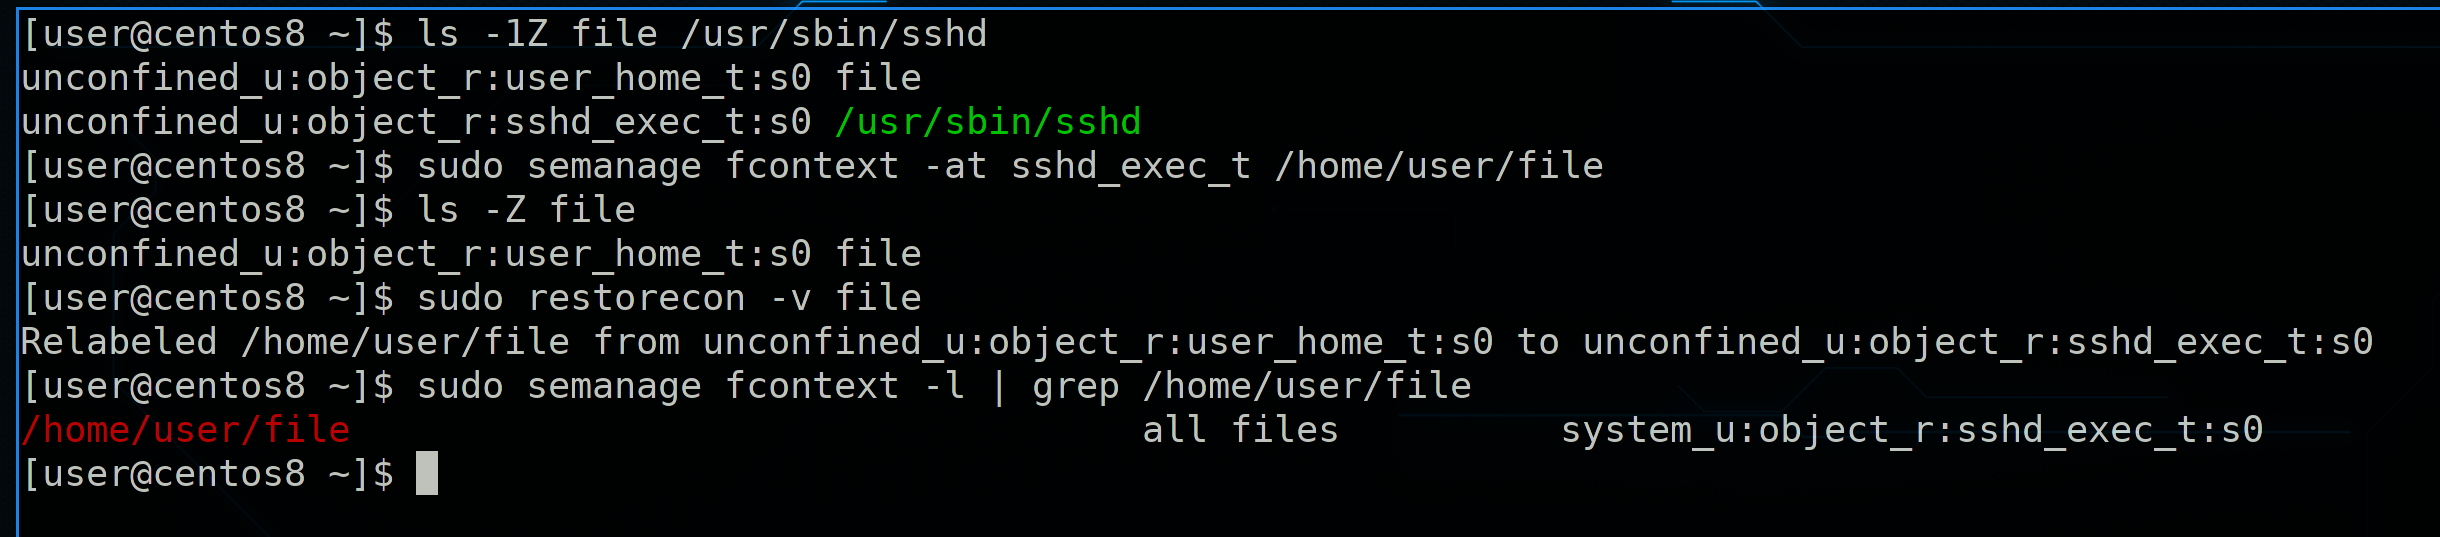 [user@centos8 ~]$ ls -1Z file /usr/sbin/sshd
unconfined_u:object_r:user_home_t:s0 file
unconfined_u:object_r:sshd_exec_t:s0 /usr/sbin/sshd
[user@centos8 ~]$ sudo semanage fcontext -at sshd_exec_t /home/user/file
[user@centos8 ~]$ ls -Z file
unconfined_u:object_r:user_home_t:s0 file
[user@centos8 ~]$ sudo restorecon -v file
Relabeled /home/user/file from unconfined_u:object_r:user_home_t:s0 to unconfined_u:object_r:sshd_exec_t:s0
[user@centos8 ~]$ sudo semanage fcontext -l | grep /home/user/file
/home/user/file                                    all files          system_u:object_r:sshd_exec_t:s0
[user@centos8 ~]$